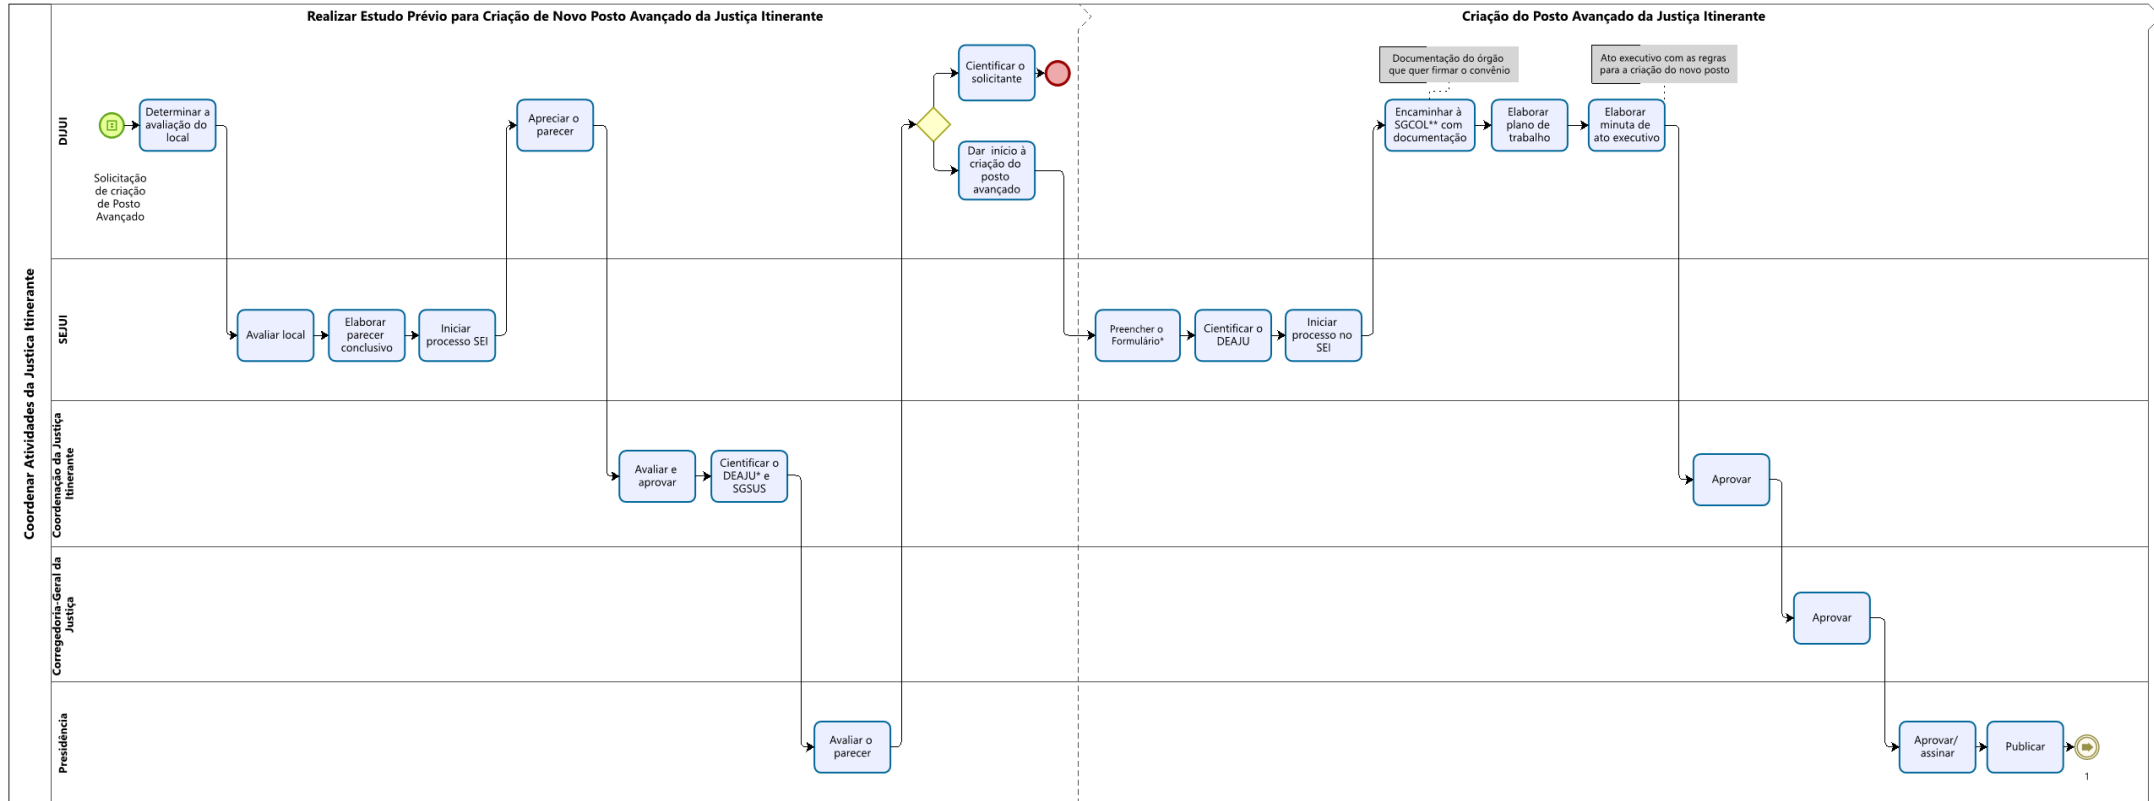 Coordenar Atividades da Justica Itinerante
Realizar Estudo Prévio para Criação de Novo Posto Avançado da Justiça Itinerante
Criação do Posto Avançado da Justiça Itinerante
DIJUI
Solicitação
de criação
de Posto
Avançado
Determinar a
avaliação do
local
Apreciar o
parecer
Cientificar o
solicitante
Dar início à
criação do
posto
avançado
Documentação do órgão
que quer firmar o convênio
Encaminhar à
SGCOL** com
documentação
Elaborar
plano de
trabalho
Ato executivo com as regras
para a criação do novo posto
Elaborar
minuta de
ato executivo
SEJUI
Avaliar local
Elaborar
parecer
conclusivo
Iniciar
processo SEI
Preencher o
Formulário*
Cientificar o
DEAJU
Iniciar
processo no
SEI
Coordenação da Justiça
Itinerante
Avaliar e
aprovar
Cientificar o
DEAJU* e
SGSUS
Aprovar
Corregedoria-Geral da
Justiça
Aprovar
Presidência
Avaliar o
parecer
Aprovar/
assinar
Publicar
1